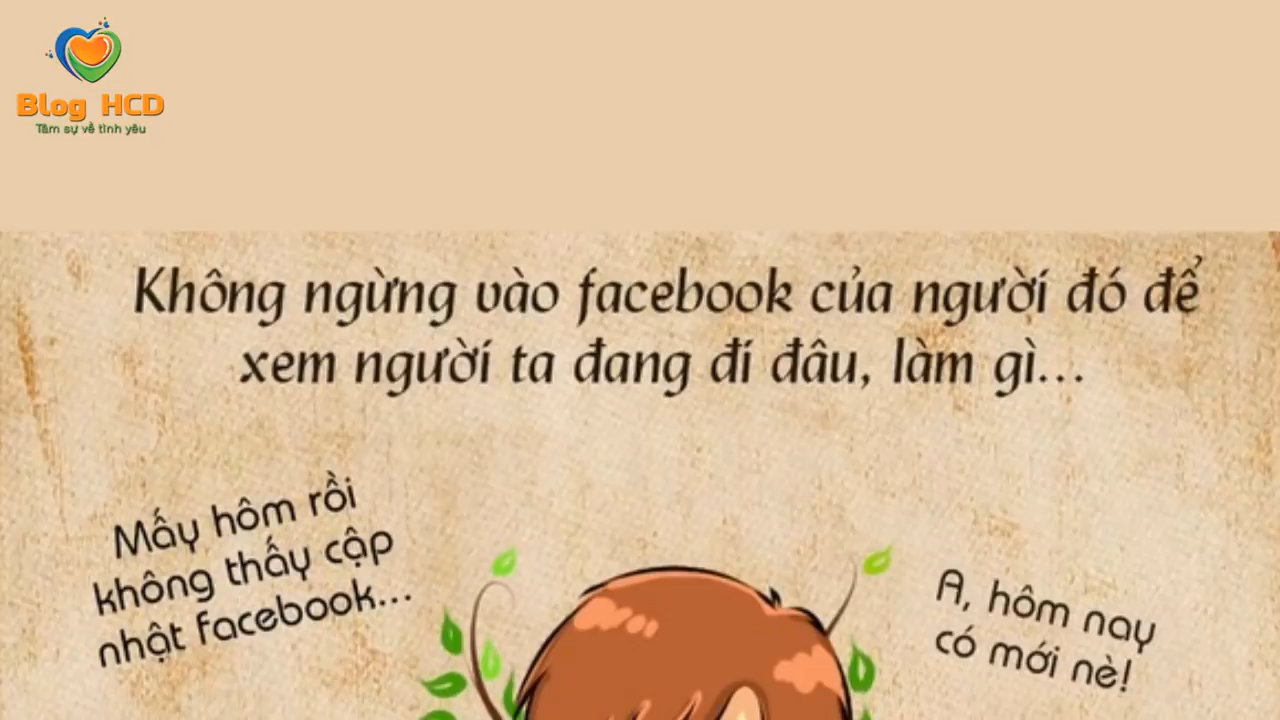 Blog HCD
Tâm sự về tình yêu
Không ngừng vào facebook của người đó để
xem người ta đang đi đâu, làm gì...
Mấy hôm rồi
không thấy cập
nhật facebook...
A, hôm nay
có mới nè!